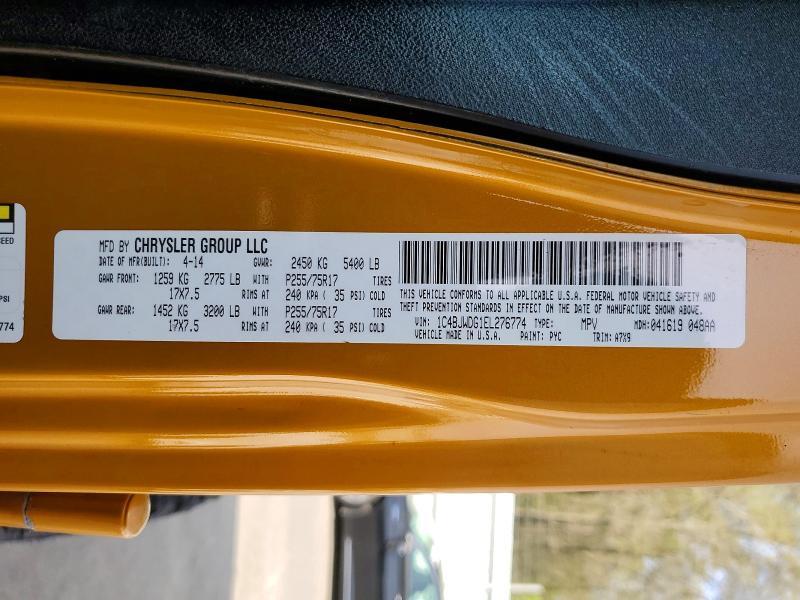 EED
PSI
774
MFD BY CHRYSLER GROUP LLC
DATE OF MFR(BUILT): 4-14 GVWR: 2450 KG 5400 LB
GAWR FRONT: 1259 KG 2775 LB WITH P255/75R17 TIRES
17X7.5 RIMS AT 240 KPA ( 35 PSI) COLD
GAWR REAR: 1452 KG 3200 LB WITH P255/75R17 TIRES
17X7.5 RIMS AT 240 KPA ( 35 PSI) COLD
THIS VEHICLE CONFORMS TO ALL APPLICABLE U.S.A. FEDERAL MOTOR VEHICLE SAFETY AND
THEFT PREVENTION STANDARDS IN EFFECT ON THE DATE OF MANUFACTURE SHOWN ABOVE.
VIN: 1C4BJWDG1EL276774 TYPE: MPV MDH: 041619 048AA
VEHICLE MADE IN U.S.A. PAINT: PYC TRIM: A7X9